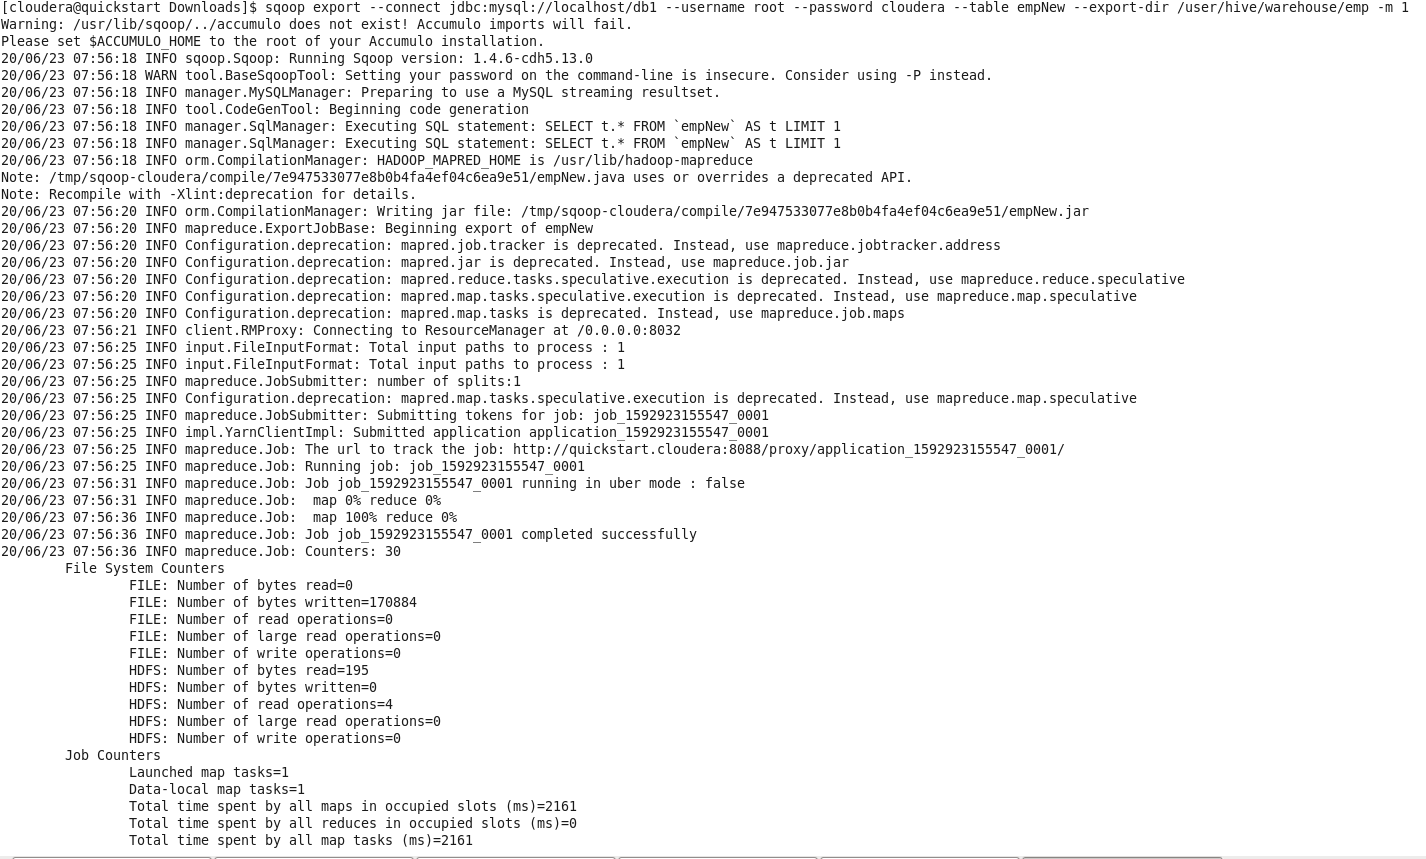 [cloudera@quickstart Downloads]$ sqoop export --connect jdbc:mysql://localhost/db1 --username root --password cloudera --table empNew --export-dir /user/hive/warehouse/emp -m 1
Warning: /usr/lib/sqoop/../accumulo does not exist! Accumulo imports will fail.
Please set $ACCUMULO_HOME to the root of your Accumulo installation.
20/06/23 07:56:18 INFO sqoop.Sqoop: Running Sqoop version: 1.4.6-cdh5.13.0
20/06/23 07:56:18 WARN tool.BaseSqoopTool: Setting your password on the command-line is insecure. Consider using -P instead.
20/06/23 07:56:18 INFO manager.MySQLManager: Preparing to use a MySQL streaming resultset.
20/06/23 07:56:18 INFO tool.CodeGenTool: Beginning code generation
20/06/23 07:56:18 INFO manager.SqlManager: Executing SQL statement: SELECT t.* FROM `empNew` AS t LIMIT 1
20/06/23 07:56:18 INFO manager.SqlManager: Executing SQL statement: SELECT t.* FROM `empNew` AS t LIMIT 1
20/06/23 07:56:18 INFO orm.CompilationManager: HADOOP_MAPRED_HOME is /usr/lib/hadoop-mapreduce
Note: /tmp/sqoop-cloudera/compile/7e947533077e8b0b4fa4ef04c6ea9e51/empNew.java uses or overrides a deprecated API.
Note: Recompile with -Xlint:deprecation for details.
20/06/23 07:56:20 INFO orm.CompilationManager: Writing jar file: /tmp/sqoop-cloudera/compile/7e947533077e8b0b4fa4ef04c6ea9e51/empNew.jar
20/06/23 07:56:20 INFO mapreduce.ExportJobBase: Beginning export of empNew
20/06/23 07:56:20 INFO Configuration.deprecation: mapred.job.tracker is deprecated. Instead, use mapreduce.jobtracker.address
20/06/23 07:56:20 INFO Configuration.deprecation: mapred.jar is deprecated. Instead, use mapreduce.job.jar
20/06/23 07:56:20 INFO Configuration.deprecation: mapred.reduce.tasks.speculative.execution is deprecated. Instead, use mapreduce.reduce.speculative
20/06/23 07:56:20 INFO Configuration.deprecation: mapred.map.tasks.speculative.execution is deprecated. Instead, use mapreduce.map.speculative
20/06/23 07:56:20 INFO Configuration.deprecation: mapred.map.tasks is deprecated. Instead, use mapreduce.job.maps
20/06/23 07:56:21 INFO client.RMProxy: Connecting to ResourceManager at /0.0.0.0:8032
20/06/23 07:56:25 INFO input.FileInputFormat: Total input paths to process : 1
20/06/23 07:56:25 INFO input.FileInputFormat: Total input paths to process : 1
20/06/23 07:56:25 INFO mapreduce.JobSubmitter: number of splits:1
20/06/23 07:56:25 INFO Configuration.deprecation: mapred.map.tasks.speculative.execution is deprecated. Instead, use mapreduce.map.speculative
20/06/23 07:56:25 INFO mapreduce.JobSubmitter: Submitting tokens for job: job_1592923155547_0001
20/06/23 07:56:25 INFO impl.YarnClientImpl: Submitted application application_1592923155547_0001
20/06/23 07:56:25 INFO mapreduce.Job: The url to track the job: http://quickstart.cloudera:8088/proxy/application_1592923155547_0001/
20/06/23 07:56:25 INFO mapreduce.Job: Running job: job_1592923155547_0001
20/06/23 07:56:31 INFO mapreduce.Job: Job job_1592923155547_0001 running in uber mode : false
20/06/23 07:56:31 INFO mapreduce.Job:  map 0% reduce 0%
20/06/23 07:56:36 INFO mapreduce.Job:  map 100% reduce 0%
20/06/23 07:56:36 INFO mapreduce.Job: Job job_1592923155547_0001 completed successfully
20/06/23 07:56:36 INFO mapreduce.Job: Counters: 30
File System Counters
FILE: Number of bytes read=0
FILE: Number of bytes written=170884
FILE: Number of read operations=0
FILE: Number of large read operations=0
FILE: Number of write operations=0
HDFS: Number of bytes read=195
HDFS: Number of bytes written=0
HDFS: Number of read operations=4
HDFS: Number of large read operations=0
HDFS: Number of write operations=0
Job Counters
Launched map tasks=1
Data-local map tasks=1
Total time spent by all maps in occupied slots (ms)=2161
Total time spent by all reduces in occupied slots (ms)=0
Total time spent by all map tasks (ms)=2161